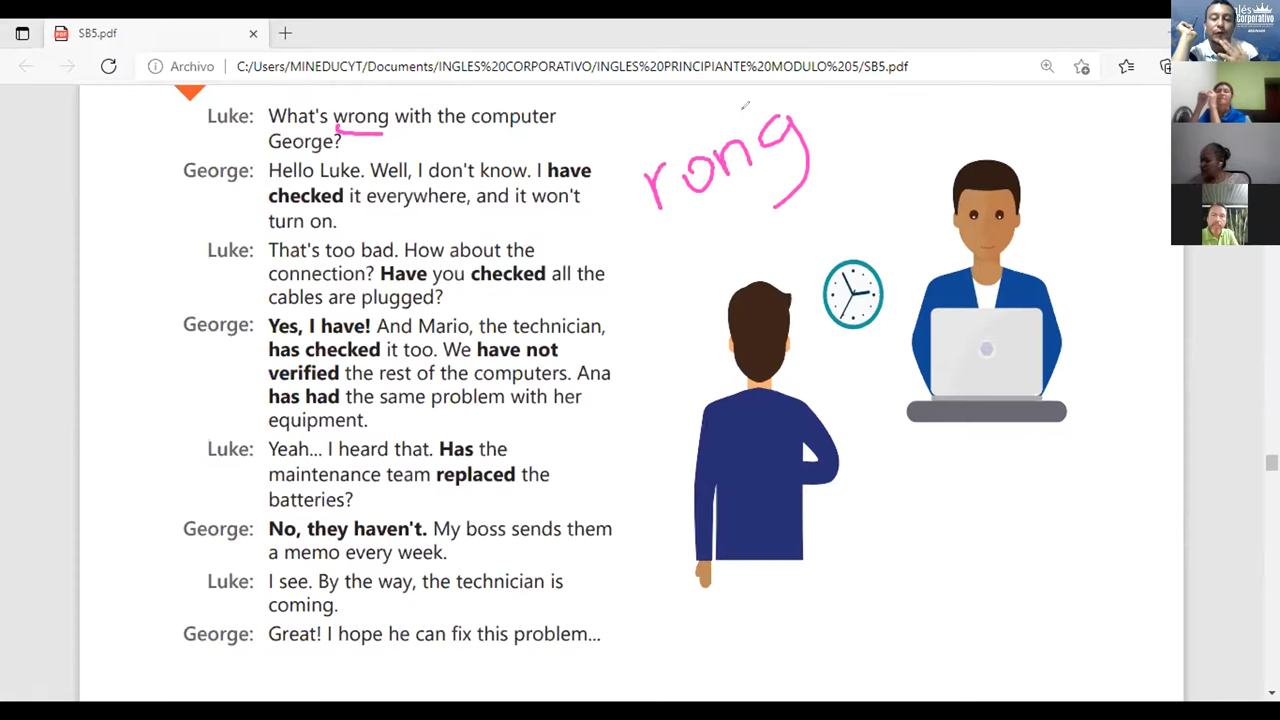 SB5.pdf
Archivo
C:/Users/MINEDUCYT/Documents/INGLES%20CORPORATIVO/INGLES%20PRINCIPIANTE%20MODULO%205/SB5.pdf
Luke: What's wrong with the computer
George?
George: Hello Luke. Well, I don't know. I have
checked it everywhere, and it won't
turn on.
Luke: That's too bad. How about the
connection? Have you checked all the
cables are plugged?
George: Yes, I have! And Mario, the technician,
has checked it too. We have not
verified the rest of the computers. Ana
has had the same problem with her
equipment.
Luke: Yeah... I heard that. Has the
maintenance team replaced the
batteries?
George: No, they haven't. My boss sends them
a memo every week.
Luke: I see. By the way, the technician is
coming.
George: Great! I hope he can fix this problem...
rong
Corporativo